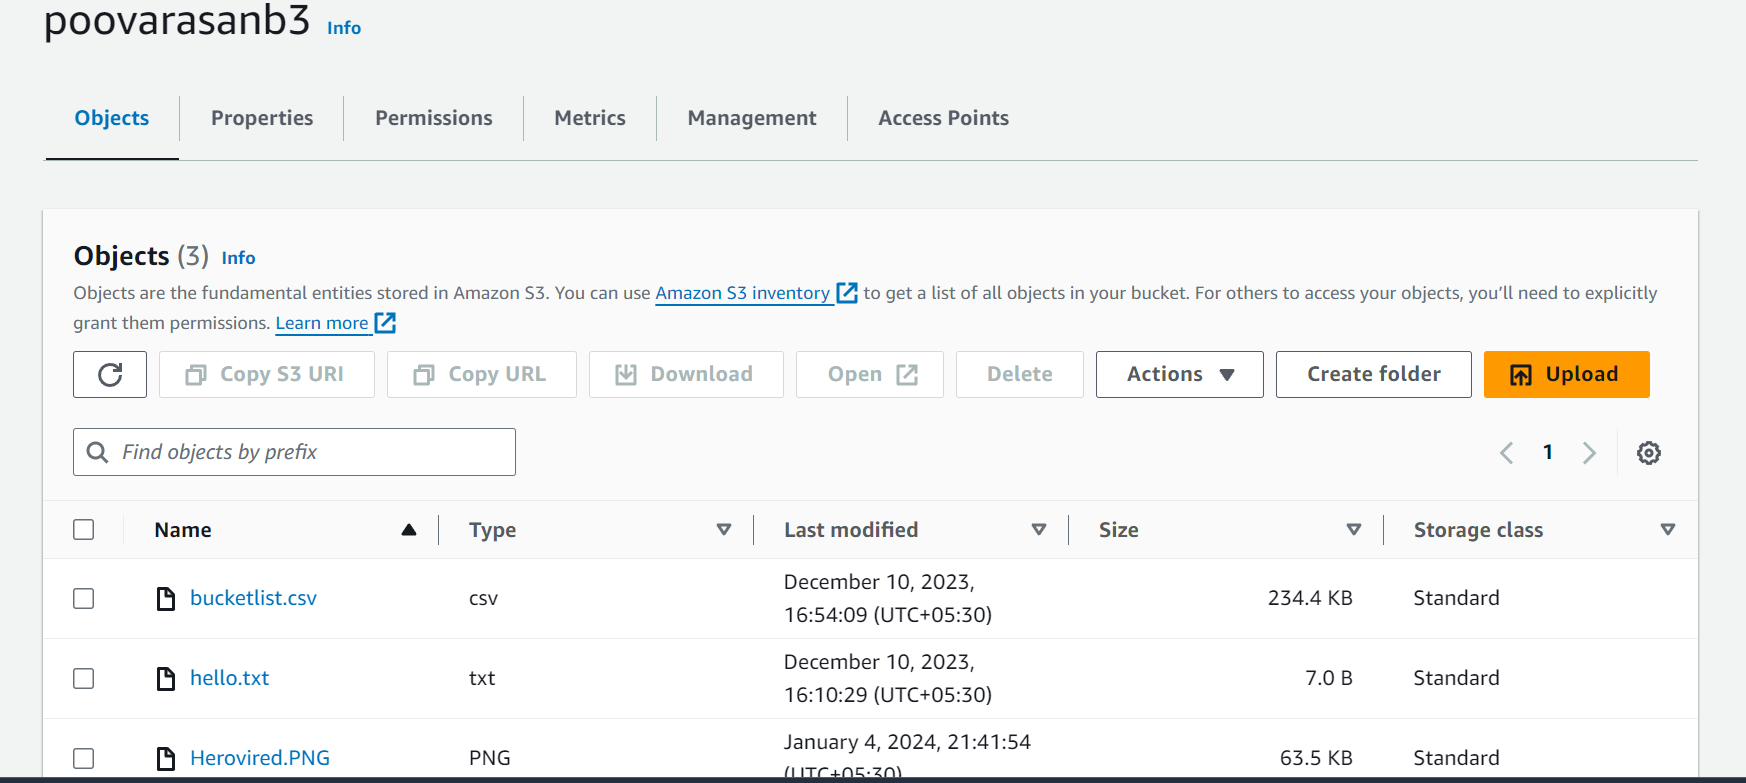 poovarasanb3 Info
Objects Properties Permissions Metrics Management Access Points
Objects (3) Info
Objects are the fundamental entities stored in Amazon S3. You can use Amazon S3 inventory to get a list of all objects in your bucket. For others to access your objects, you’ll need to explicitly
grant them permissions. Learn more
Copy S3 URI Copy URL Download Open Delete Actions Create folder Upload
Find objects by prefix 1
Name Type Last modified Size Storage class
bucketlist.csv csv December 10, 2023, 234.4 KB Standard
16:54:09 (UTC+05:30)
hello.txt txt December 10, 2023, 7.0 B Standard
16:10:29 (UTC+05:30)
Herovired.PNG PNG January 4, 2024, 21:41:54 63.5 KB Standard
(UTC+05:30)